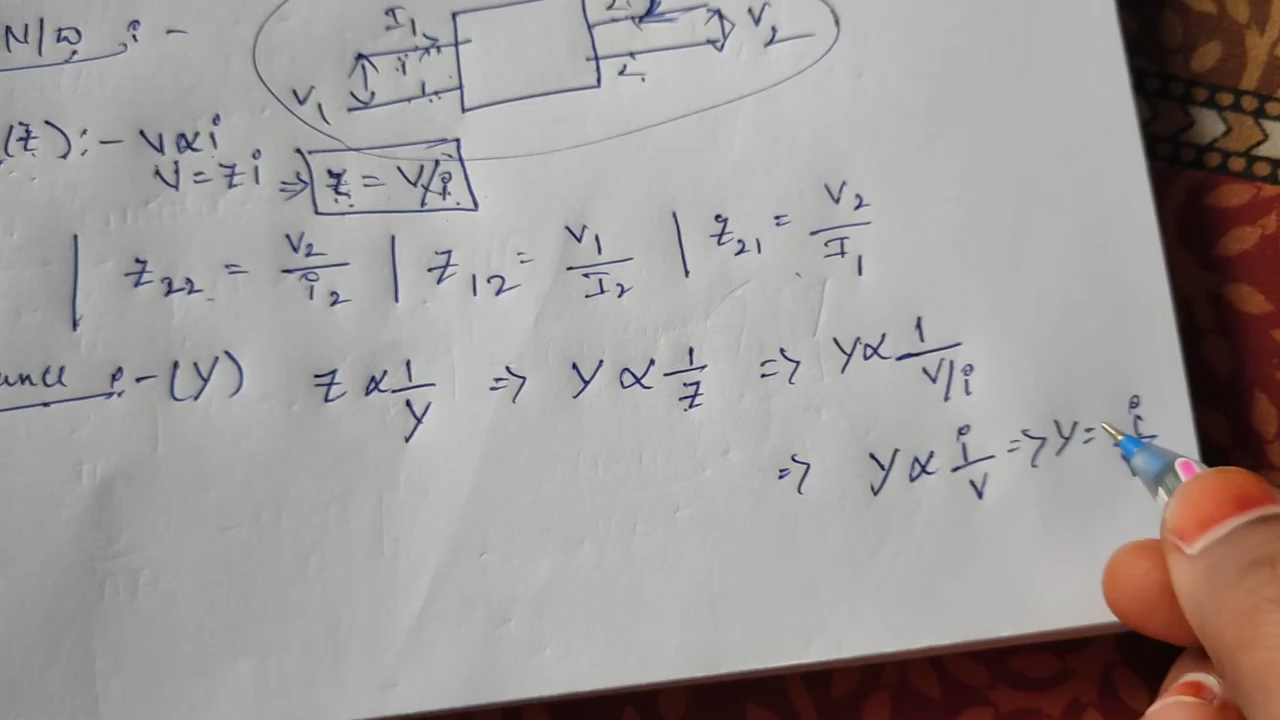 N/w :-
I1
V1
V2
(Z) :- V∝i
V = Zi ⇒ Z = V/i
| Z22 = V2/i2 | Z12 = V1/I2 | Z21 = V2/I1
:-(Y) Z ∝ 1/Y ⇒ Y ∝ 1/Z ⇒ Y ∝ 1/V/i
⇒ Y ∝ i/V ⇒ Y = i